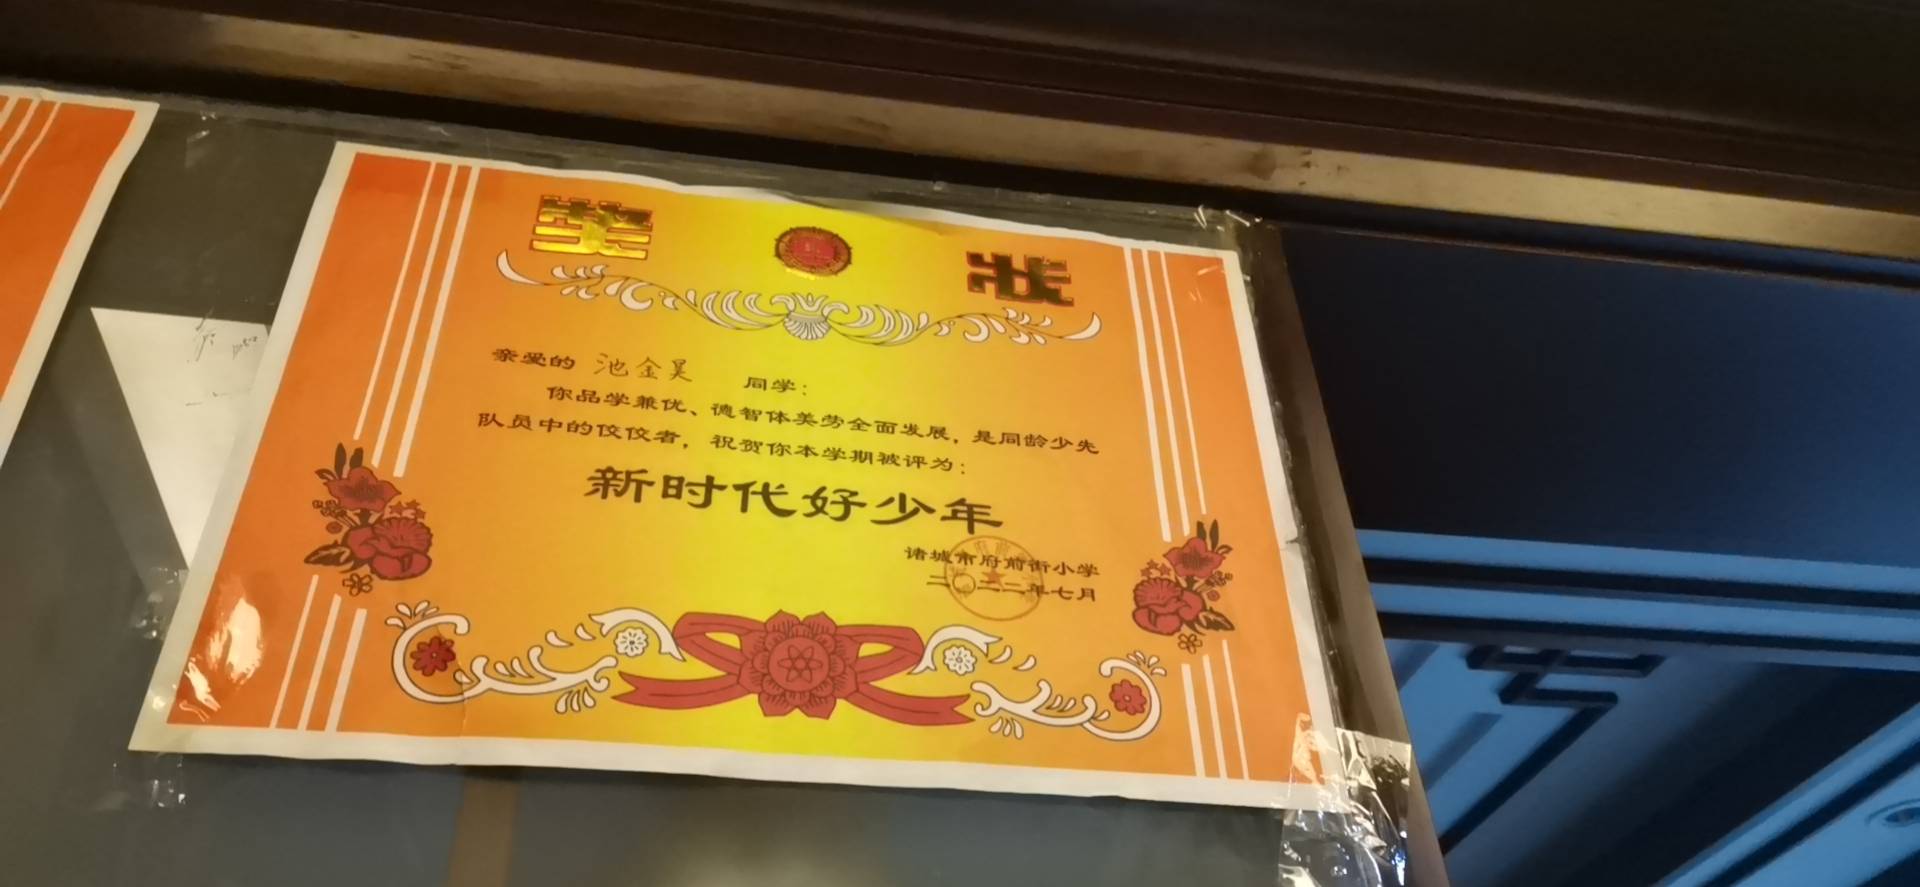 奖 状
亲爱的 池金昊 同学：
你品学兼优、德智体美劳全面发展，是同龄少先
队员中的佼佼者，祝贺你本学期被评为：
新时代好少年
诸城市府前街小学
二〇二二年七月